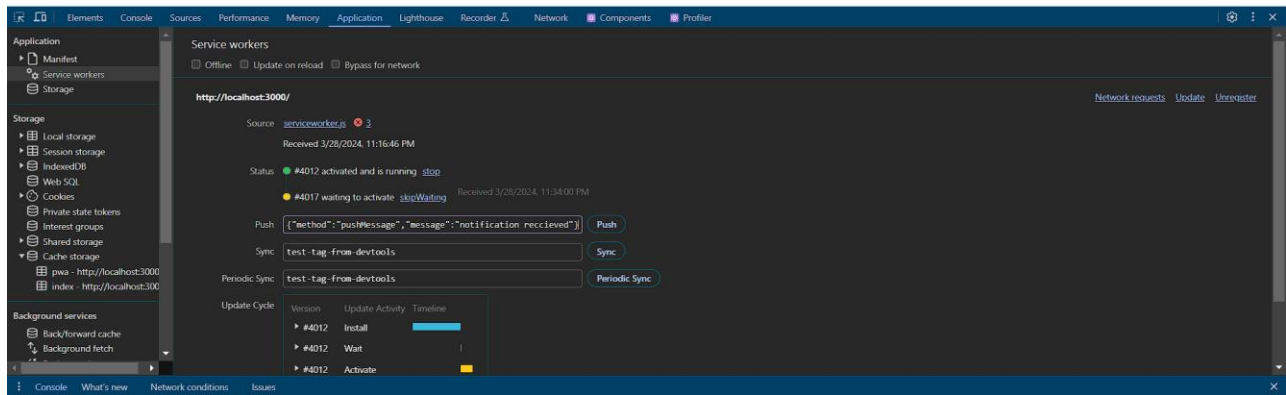 Elements Console Sources Performance Memory Application Lighthouse Recorder Network Components Profiler
Application
Manifest
Service workers
Storage
Storage
Local storage
Session storage
IndexedDB
Web SQL
Cookies
Private state tokens
Interest groups
Shared storage
Cache storage
pwa - http://localhost:3000
index - http://localhost:300
Background services
Back/forward cache
Background fetch
Service workers
Offline Update on reload Bypass for network
http://localhost:3000/ Network requests Update Unregister
Source serviceworker.js 3
Received 3/28/2024, 11:16:46 PM
Status #4012 activated and is running stop
#4017 waiting to activate skipWaiting Received 3/28/2024, 11:34:00 PM
Push {"method":"pushMessage","message":"notification reccieved"} Push
Sync test-tag-from-devtools Sync
Periodic Sync test-tag-from-devtools Periodic Sync
Update Cycle Version Update Activity Timeline
#4012 Install
#4012 Wait
#4012 Activate
Console What's new Network conditions Issues